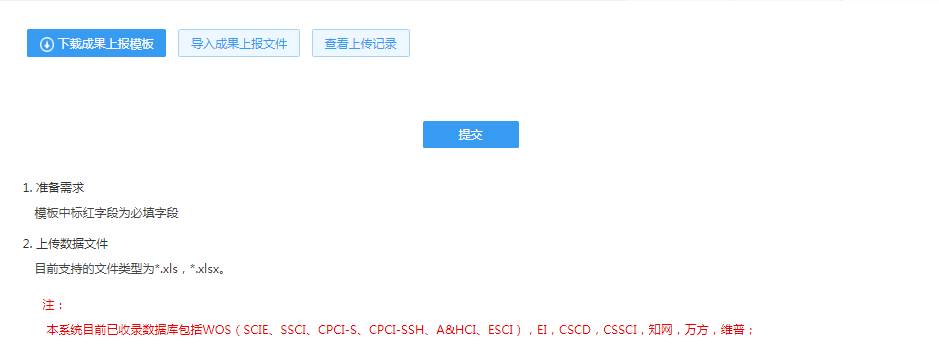 下载成果上报模板 导入成果上报文件 查看上传记录
提交
1. 准备需求
模板中标红字段为必填字段
2. 上传数据文件
目前支持的文件类型为*.xls，*.xlsx。
注：
本系统目前已收录数据库包括WOS（SCIE、SSCI、CPCI-S、CPCI-SSH、A&HCI、ESCI），EI，CSCD，CSSCI，知网，万方，维普；